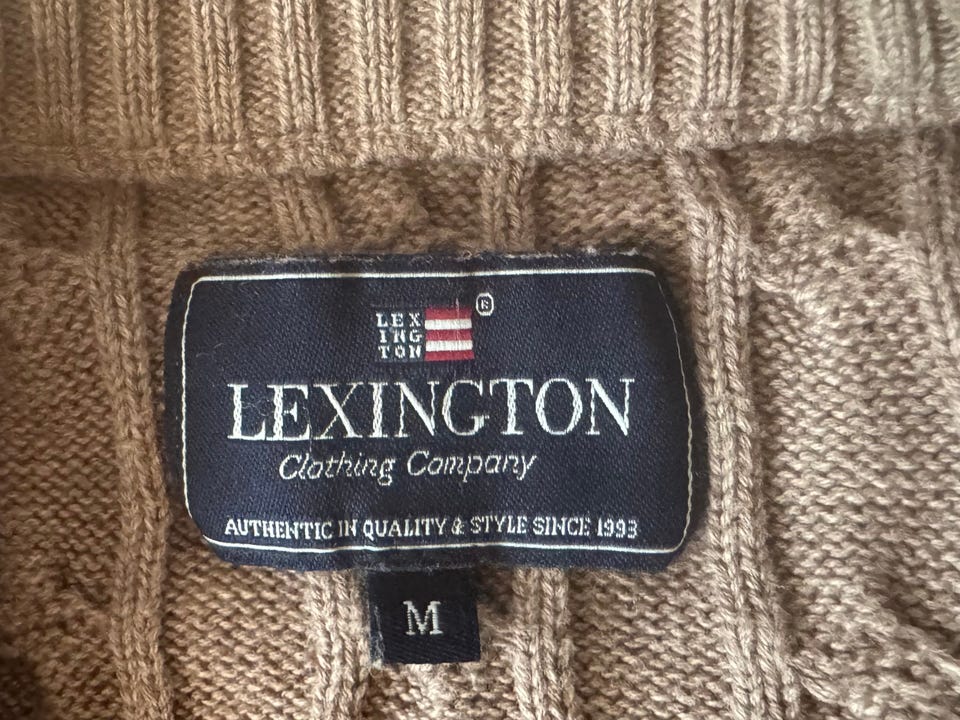 LEX
ING
TON
®
LEXINGTON
Clothing Company
AUTHENTIC IN QUALITY & STYLE SINCE 1993
M